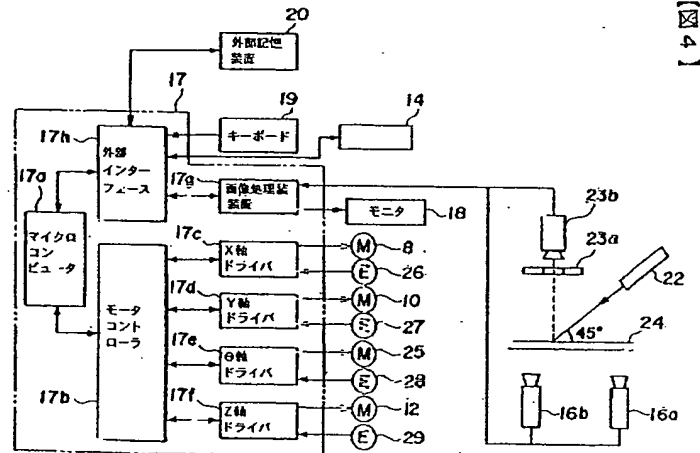 【図4】
20
外部記憶
装置
17
19
キーボード
14
17h
外部
インター
フェース
17a
17g
画像処理装
装置
モニタ
18
23b
23a
22
24
45°
マイクロ
コン
ピュータ
モータ
コント
ローラ
17b
17c
X軸
ドライバ
M
8
E
26
17d
Y軸
ドライバ
M
10
E
27
17e
Θ軸
ドライバ
M
25
E
28
17f
Z軸
ドライバ
M
12
E
29
16b
16a